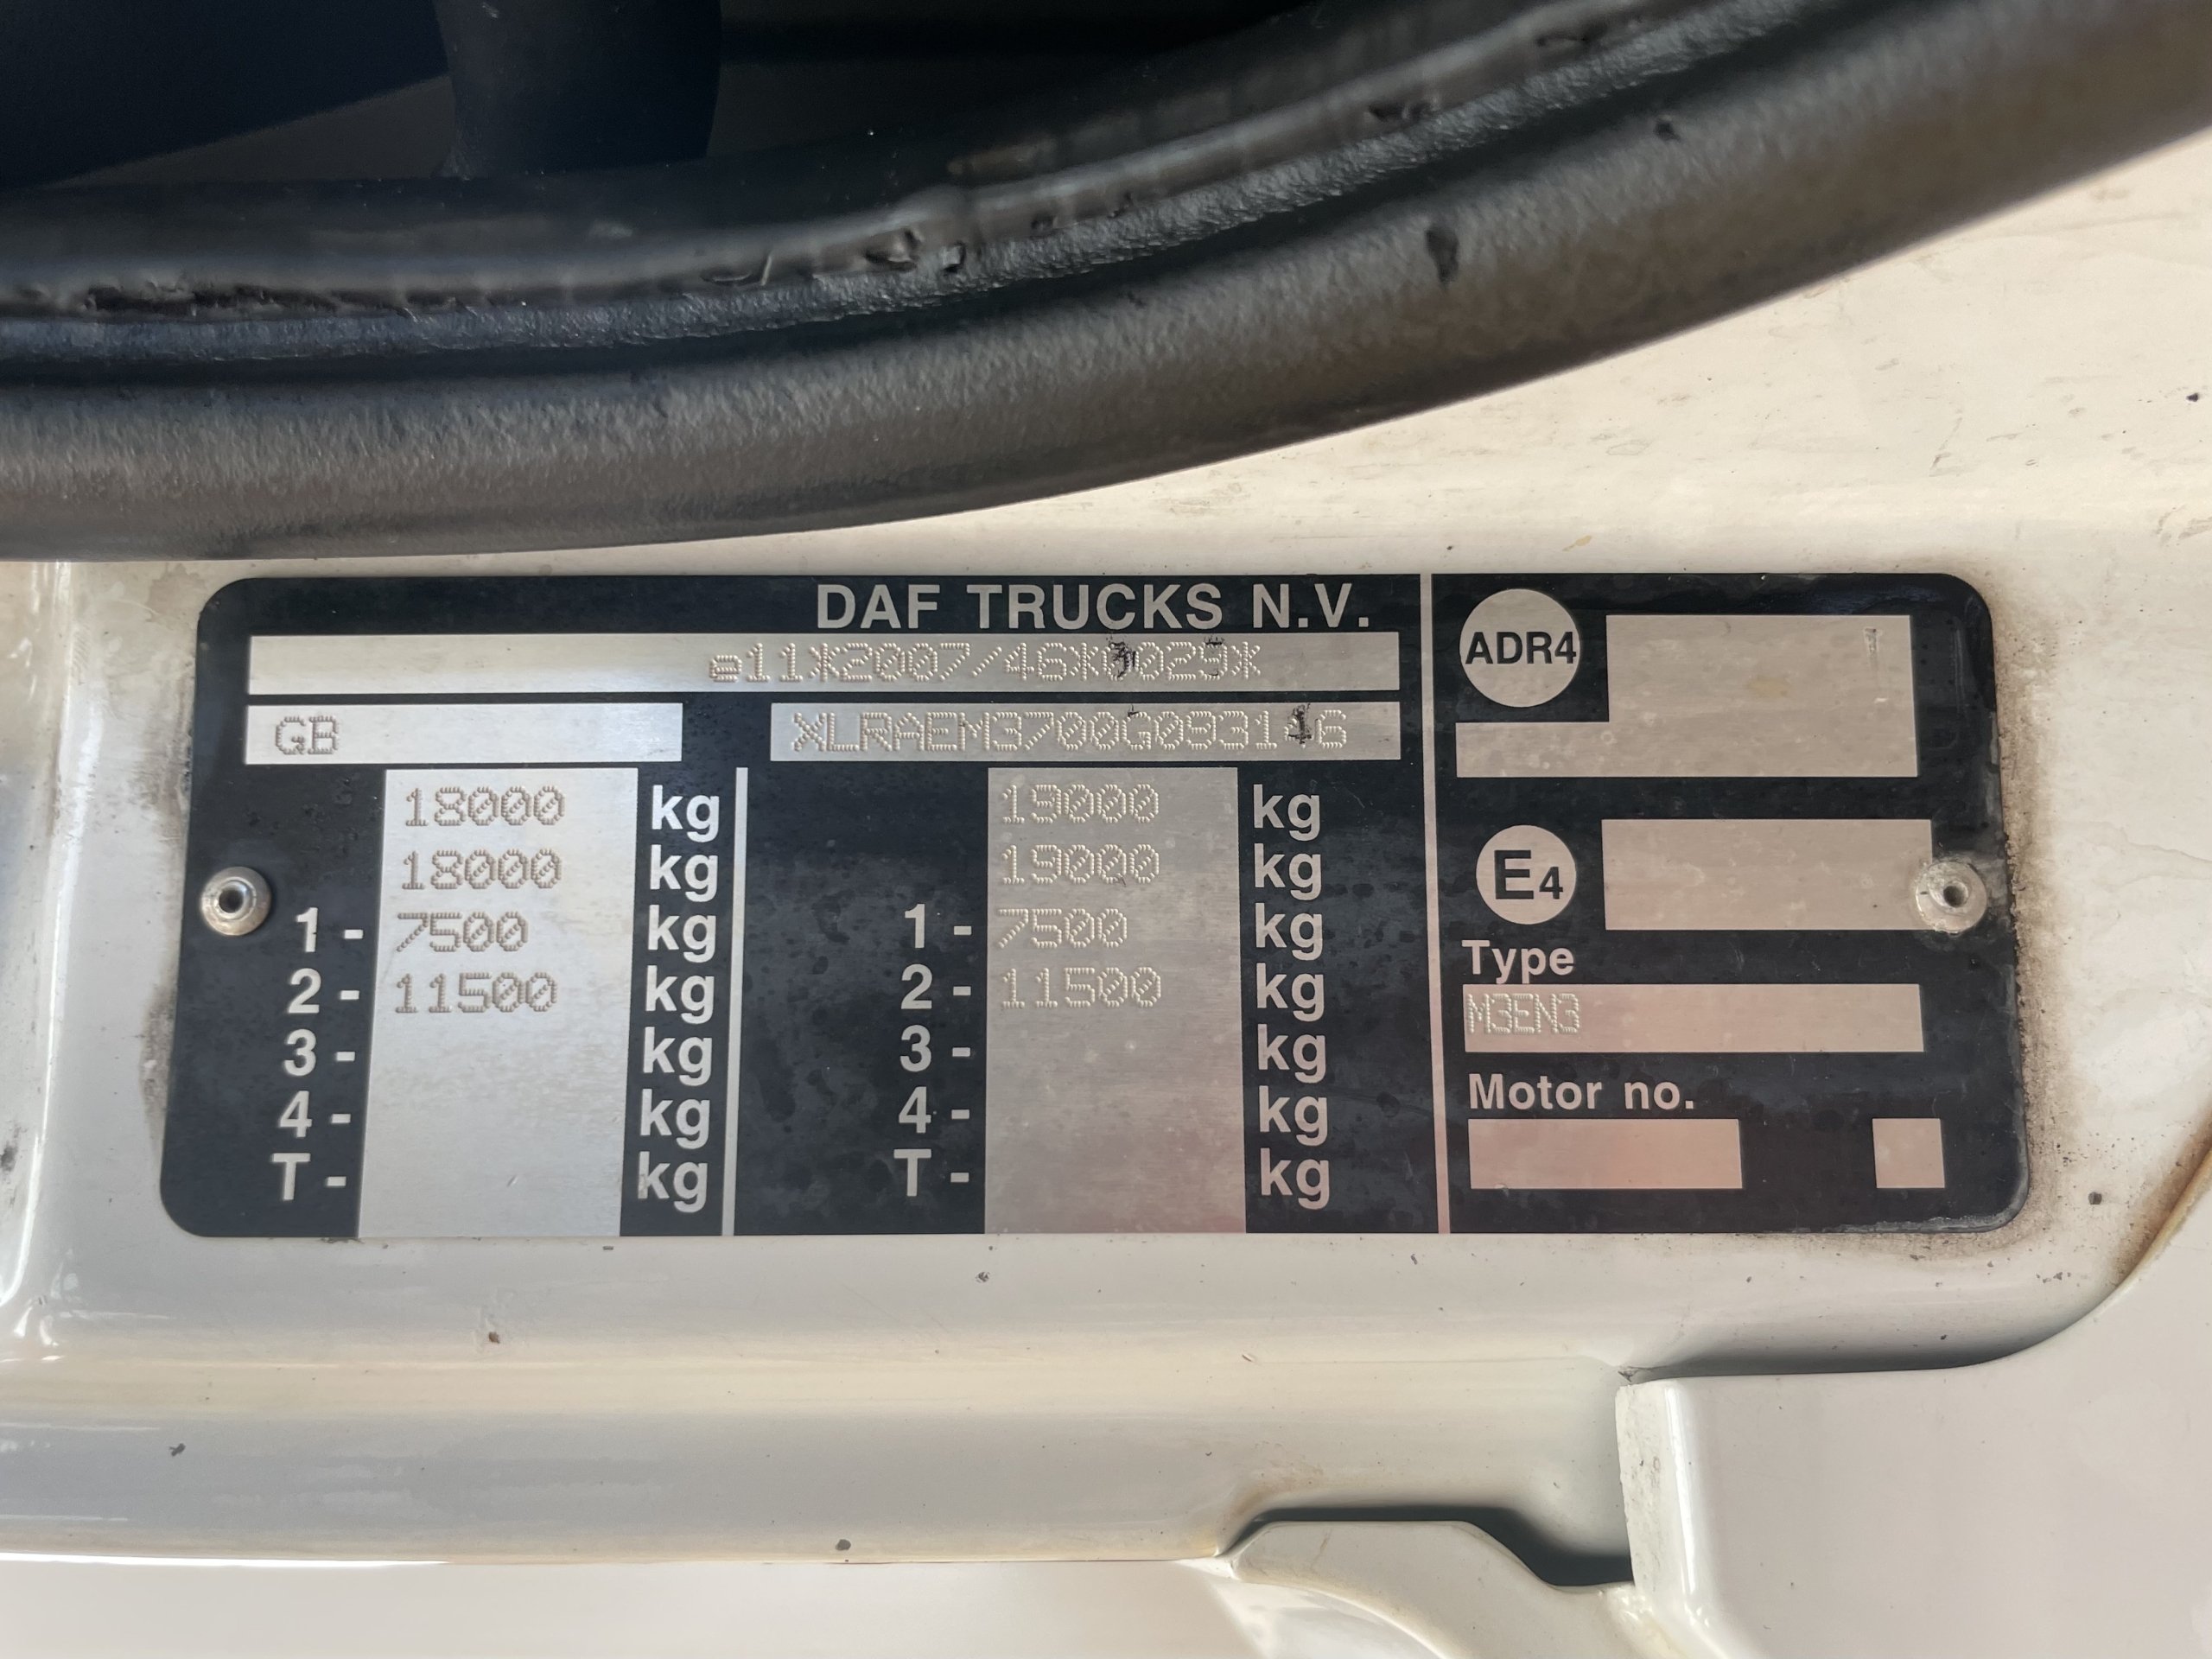 DAF TRUCKS N.V.
e11*2007/46*0029*
GB XLRAEM3700G093146
18000 kg 19000 kg
18000 kg 19000 kg
1 - 7500 kg 1 - 7500 kg
2 - 11500 kg 2 - 11500 kg
3 - kg 3 - kg
4 - kg 4 - kg
T - kg T - kg
ADR4
E4
Type
M3EN3
Motor no.